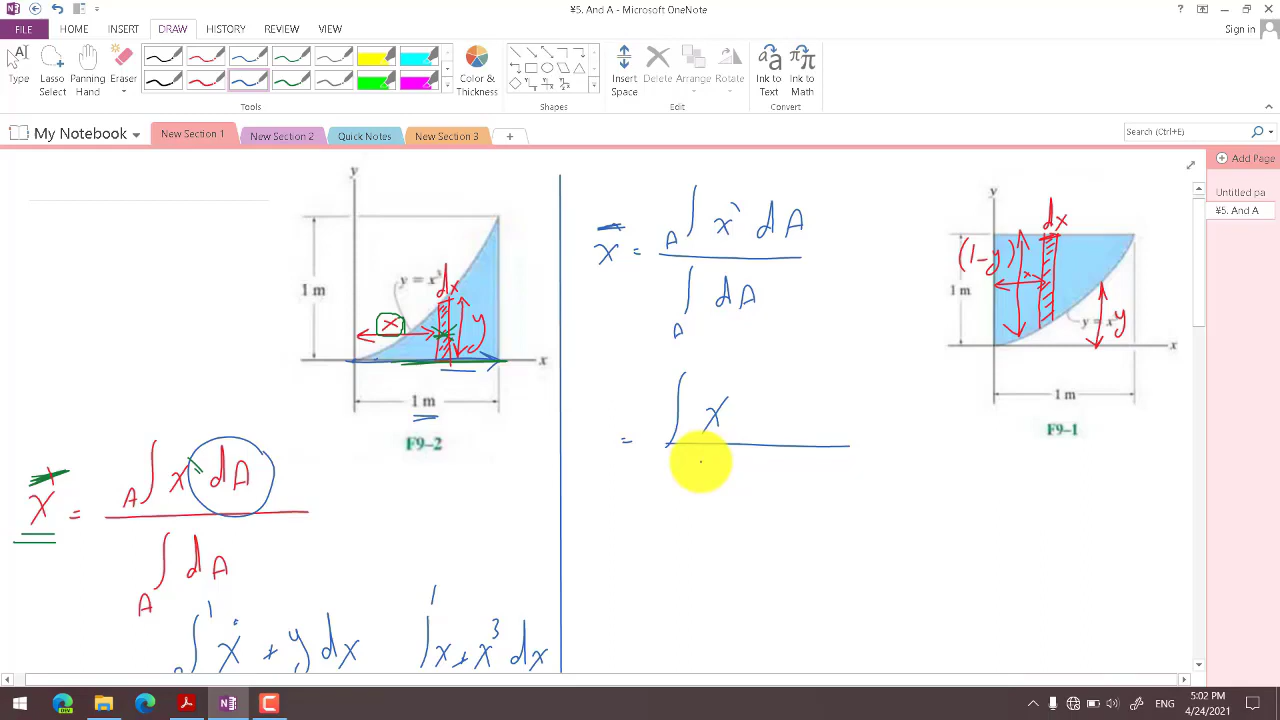 ¥5. And A - Microsoft OneNote
Sign in
FILE HOME INSERT DRAW HISTORY REVIEW VIEW
Type Lasso Select Panning Hand Eraser Color & Thickness Insert Space Delete Arrange Rotate Ink to Text Ink to Math
Tools Shapes Edit Convert
My Notebook New Section 1 New Section 2 Quick Notes New Section 3 +
Search (Ctrl+E)
Add Page
Untitled pa
¥5. And A
y
1 m
y = x³
dx
x
y
x
1 m
F9–2
x = A∫ x dA
A∫ dA
∫ 1 x * y dx ∫ 1 x * x³ dx
x = A∫ x dA
A∫ dA
= ∫ x
y
dx
(1-y)
x
1 m
y = x
y
x
1 m
F9–1
ENG
5:02 PM
4/24/2021